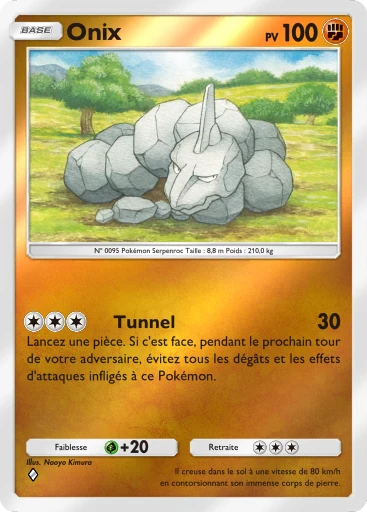 BASE
Onix
PV 100
N° 0095 Pokémon Serpenroc Taille : 8,8 m Poids : 210,0 kg
Tunnel 30
Lancez une pièce. Si c'est face, pendant le prochain tour
de votre adversaire, évitez tous les dégâts et les effets
d'attaques infligés à ce Pokémon.
Faiblesse +20 Retraite
Illus. Naoyo Kimura
Il creuse dans le sol à une vitesse de 80 km/h
en contorsionnant son immense corps de pierre.